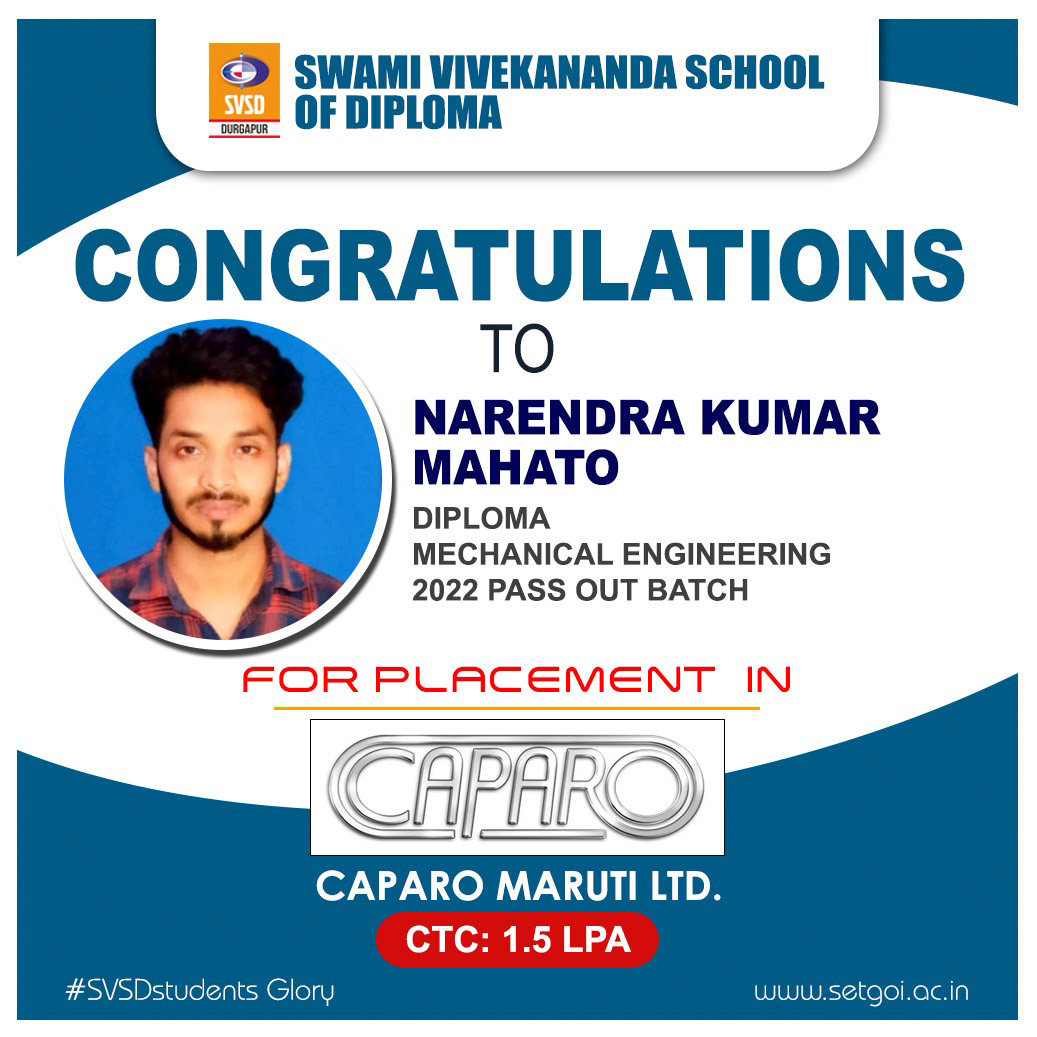 SVSD
DURGAPUR
SWAMI VIVEKANANDA SCHOOL
OF DIPLOMA
CONGRATULATIONS
TO
NARENDRA KUMAR
MAHATO
DIPLOMA
MECHANICAL ENGINEERING
2022 PASS OUT BATCH
FOR PLACEMENT IN
CAPARO
CAPARO MARUTI LTD.
CTC: 1.5 LPA
#SVSDstudents Glory
www.setgoi.ac.in